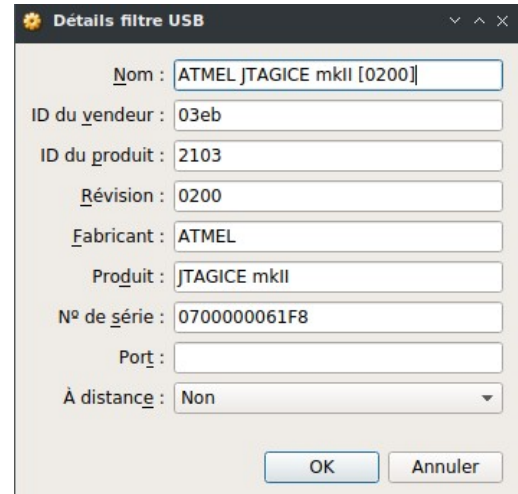 Détails filtre USB
Nom : ATMEL JTAGICE mkII [0200]
ID du vendeur : 03eb
ID du produit : 2103
Révision : 0200
Fabricant : ATMEL
Produit : JTAGICE mkII
Nº de série : 0700000061F8
Port :
À distance : Non
OK Annuler